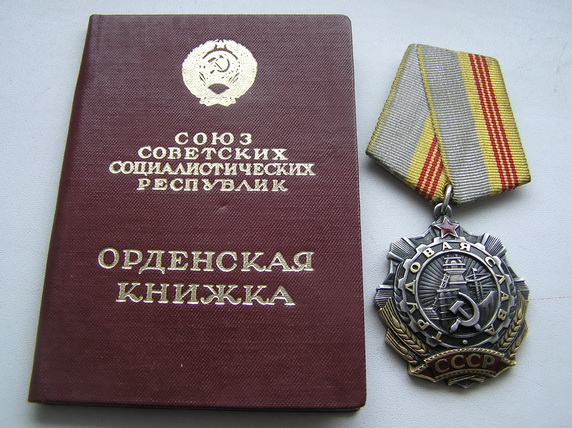 СОЮЗ
СОВЕТСКИХ
СОЦИАЛИСТИЧЕСКИХ
РЕСПУБЛИК
ОРДЕНСКАЯ
КНИЖКА
ТРУДОВАЯ СЛАВА
СССР